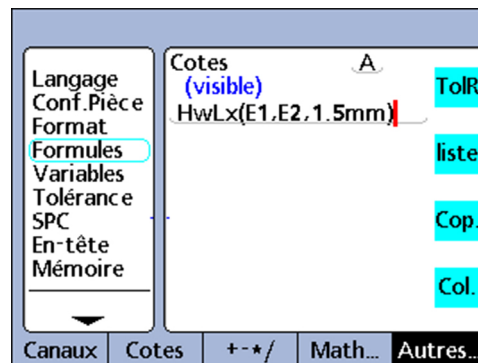 Langage
Conf.Pièce
Format
Formules
Variables
Tolérance
SPC
En-tête
Mémoire
Cotes A
(visible)
HwLx(E1,E2,1.5mm)
TolR
liste
Cop.
Col.
Canaux Cotes +-*/ Math... Autres...